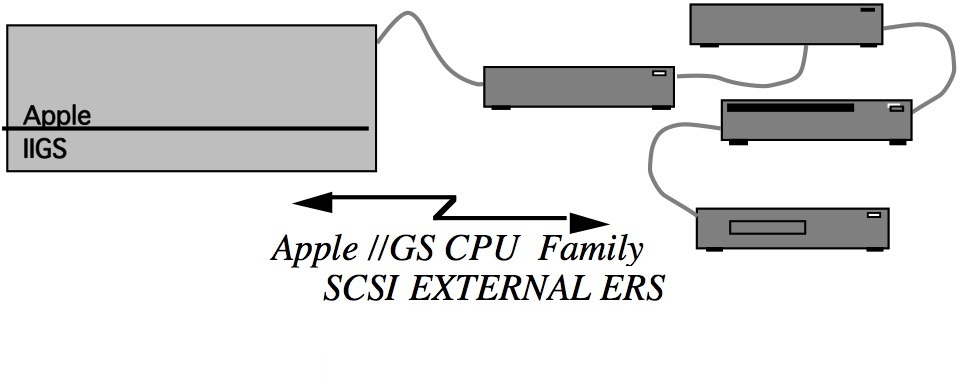 Apple
IIGS
Apple //GS CPU Family
SCSI EXTERNAL ERS